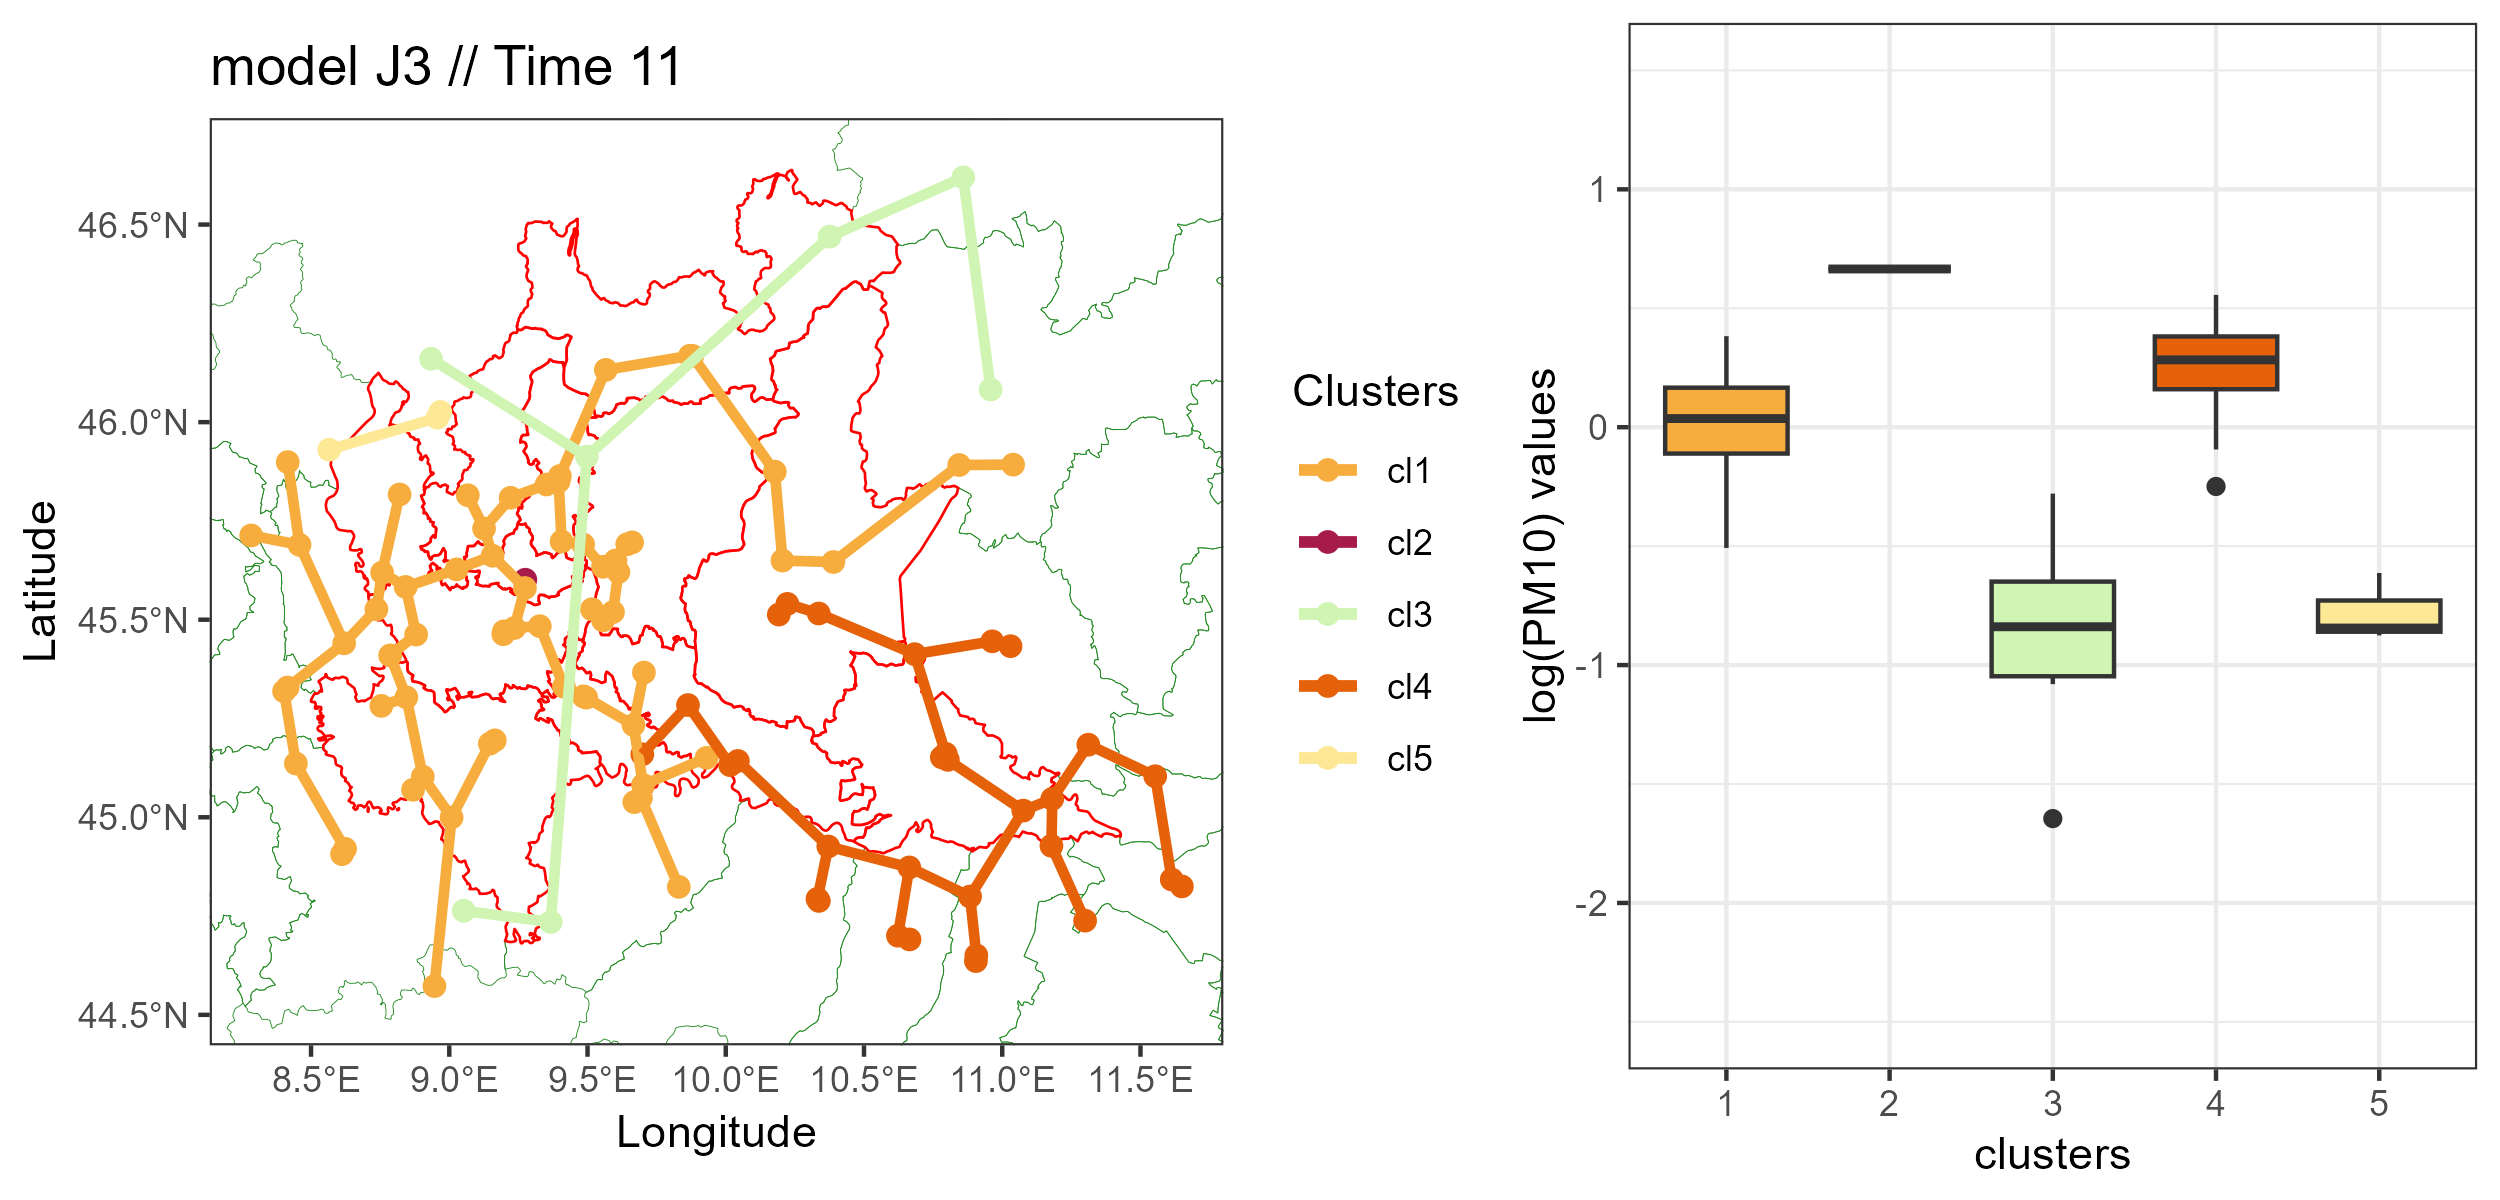 model J3 // Time 11
46.5°N
46.0°N
45.5°N
45.0°N
44.5°N
Latitude
8.5°E 9.0°E 9.5°E 10.0°E 10.5°E 11.0°E 11.5°E
Longitude
Clusters
cl1
cl2
cl3
cl4
cl5
log(PM10) values
1
0
-1
-2
1 2 3 4 5
clusters